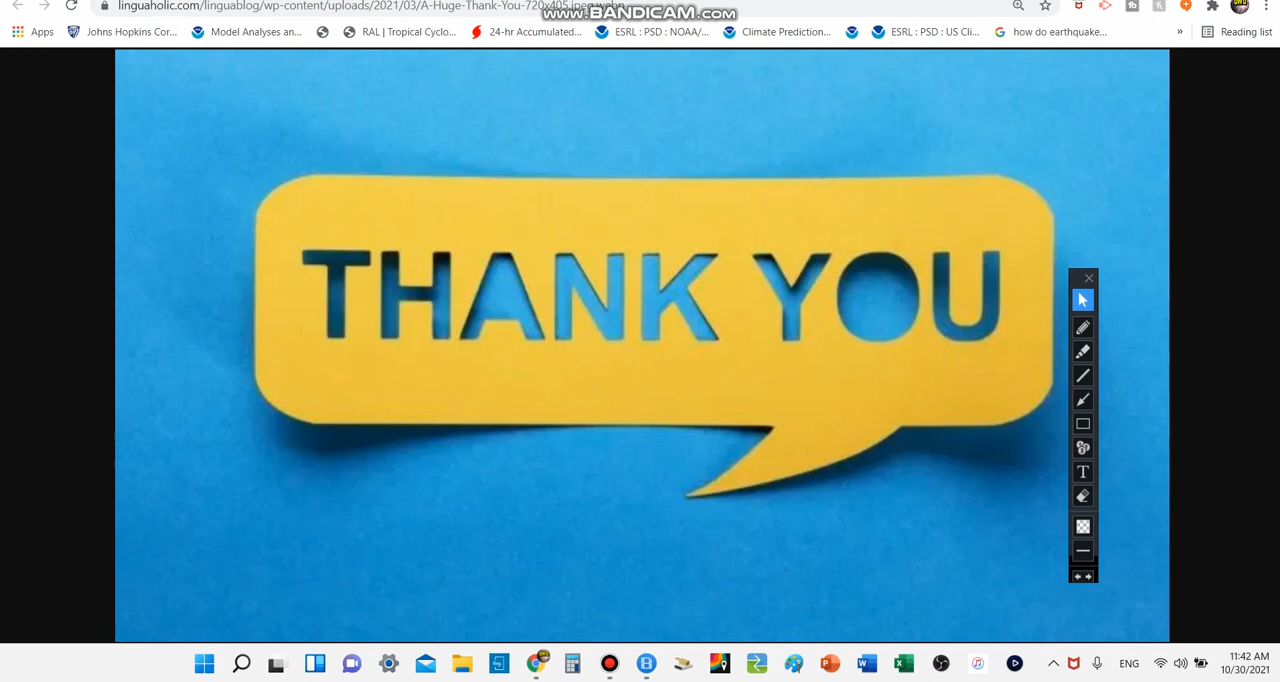 linguaholic.com/linguablog/wp-content/uploads/2021/03/A-Huge-Thank-You-720x405.jpeg.webp
www.BANDICAM.com
Apps
Johns Hopkins Cor...
Model Analyses an...
RAL | Tropical Cyclo...
24-hr Accumulated...
ESRL : PSD : NOAA/...
Climate Prediction...
ESRL : PSD : US Cli...
how do earthquake...
»
Reading list
THANK YOU
T
ENG
11:42 AM
10/30/2021